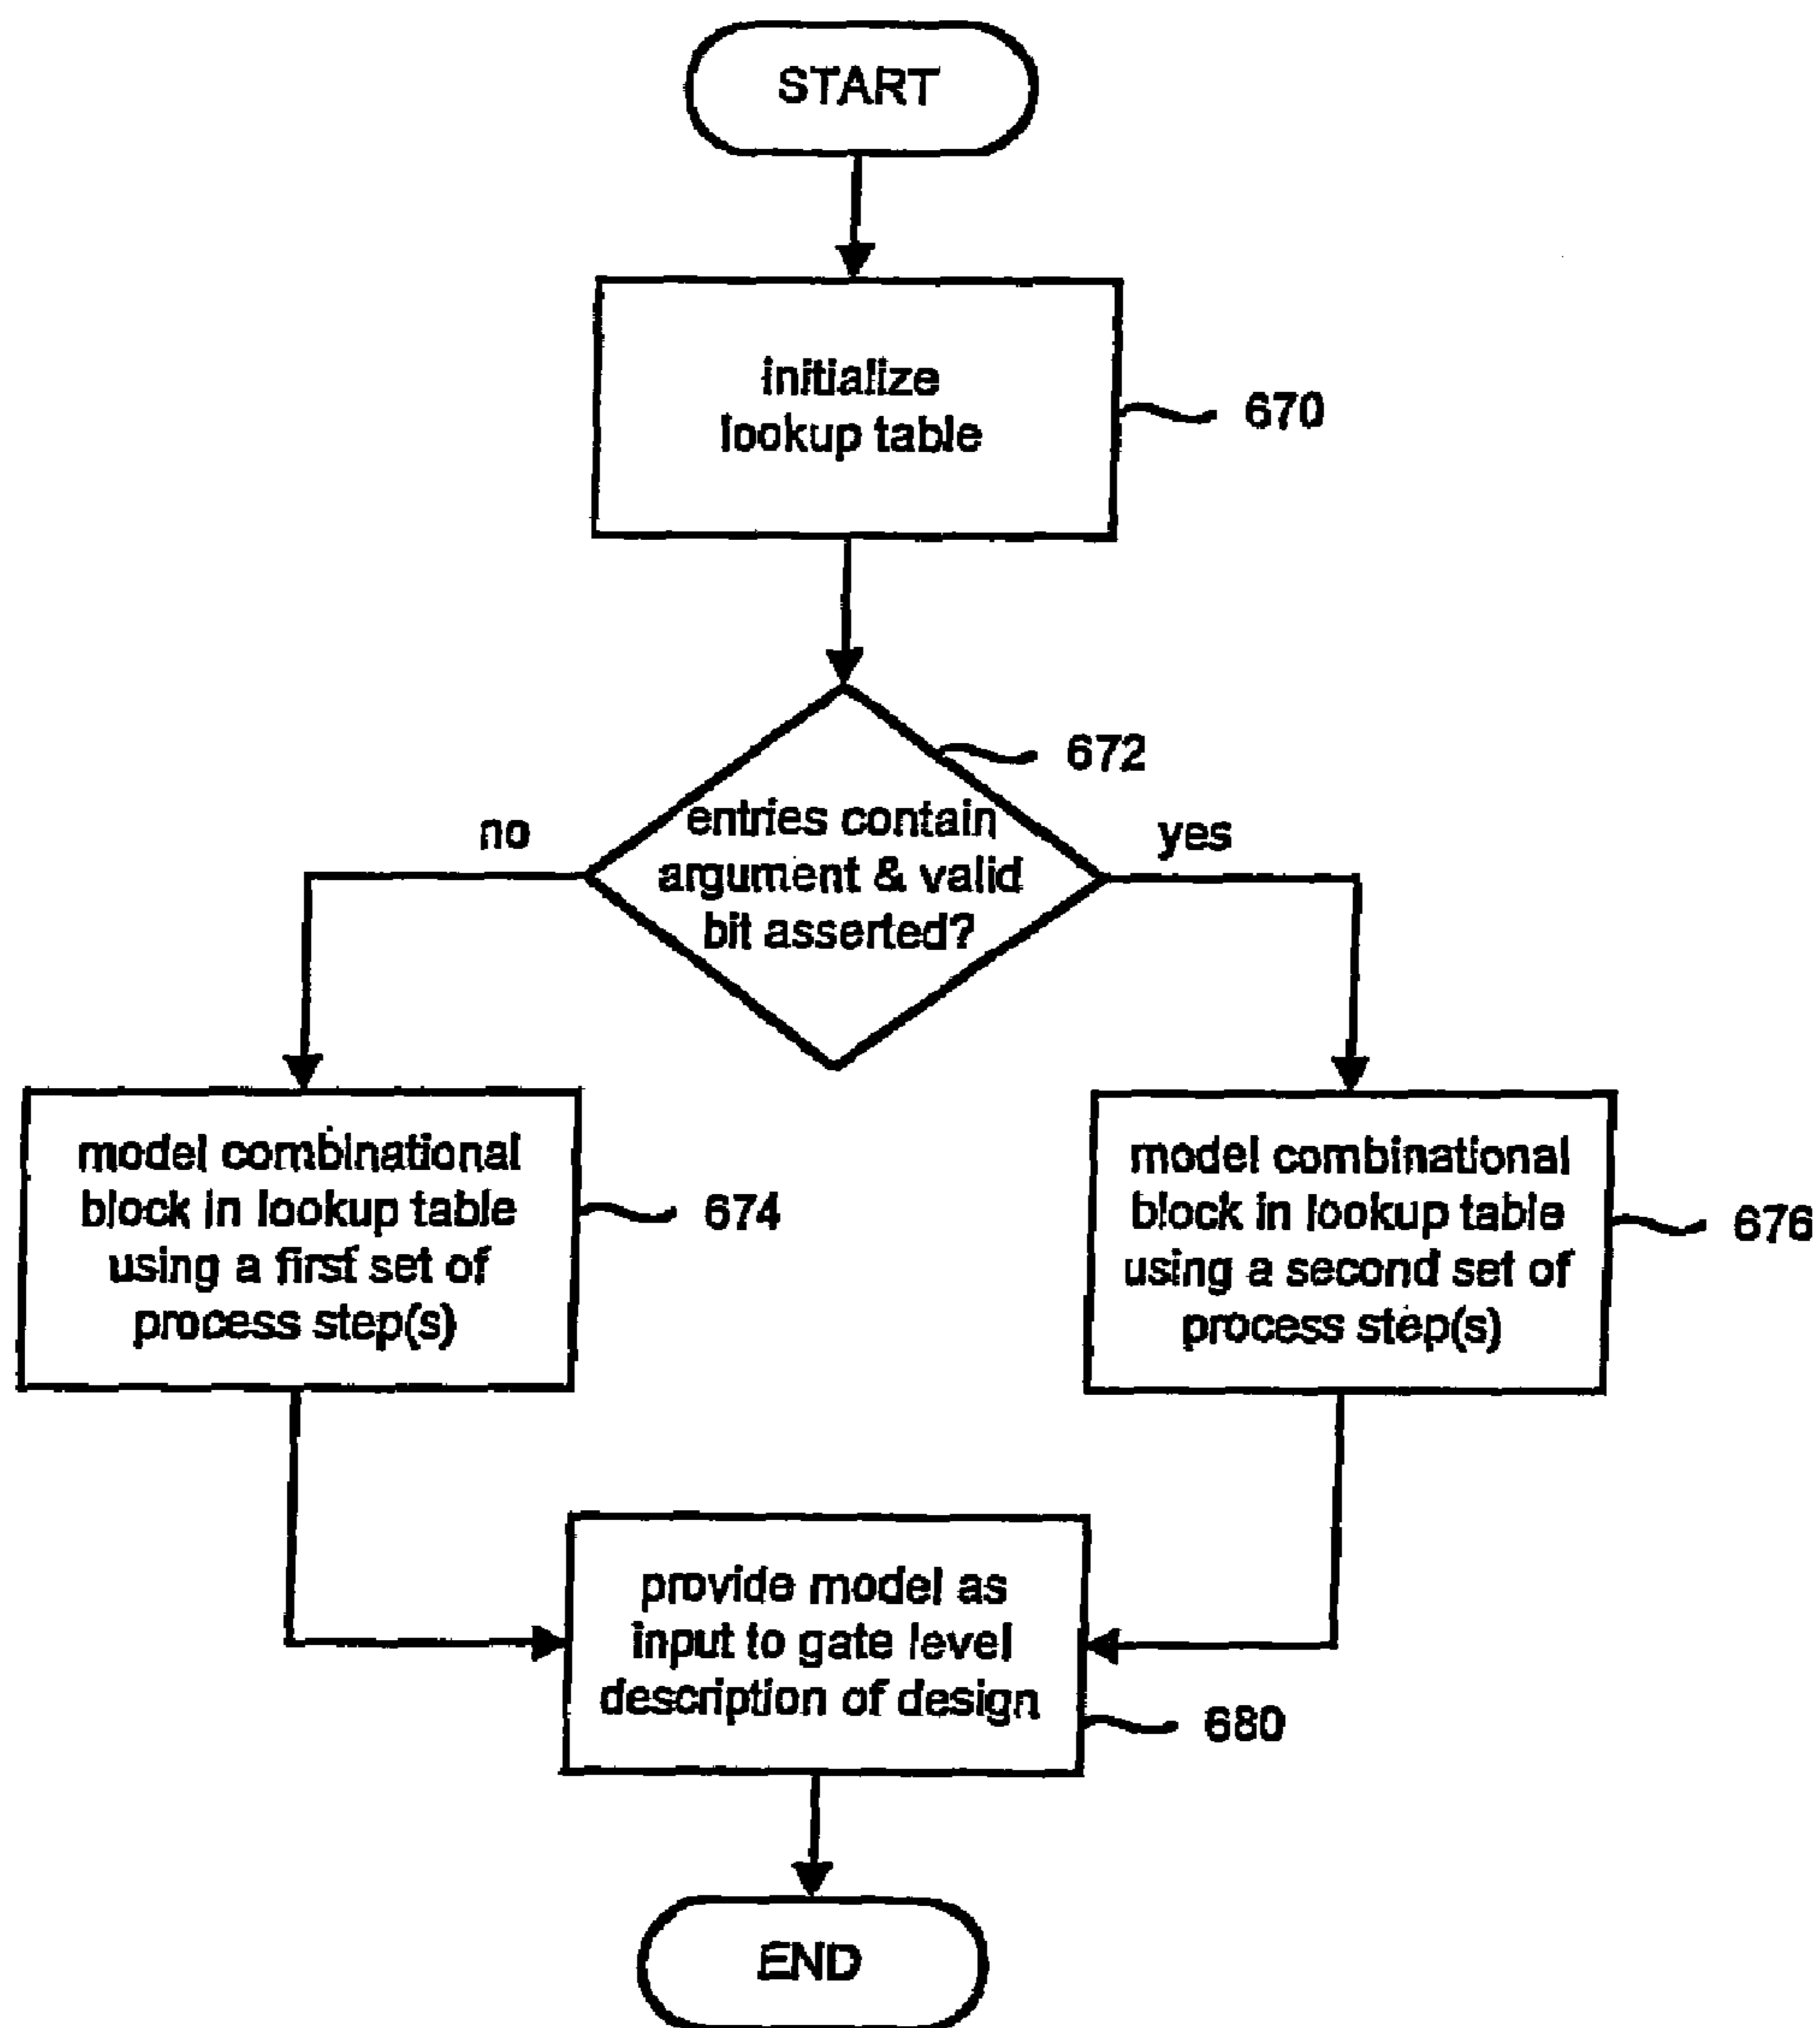 START
initialize
lookup table
670
672
entries contain
argument & valid
bit asserted?
no
yes
model combinational
block in lookup table
using a first set of
process step(s)
674
model combinational
block in lookup table
using a second set of
process step(s)
676
provide model as
input to gate level
description of design
680
END